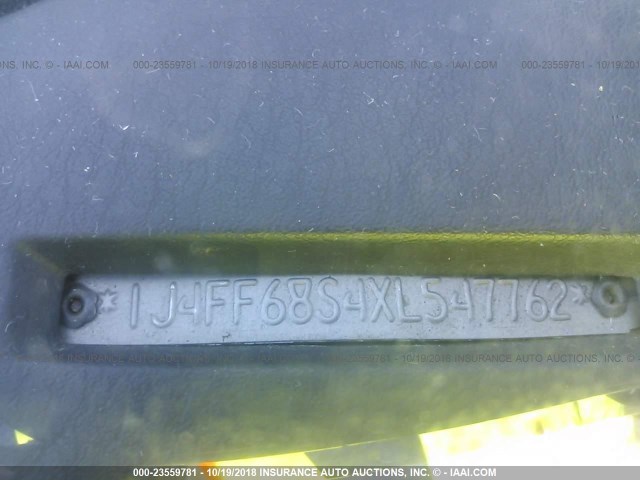 INC. - IAAI.COM 000-23559781 - 10/19/2018 INSURANCE AUTO AUCTIONS, INC. - IAAI.COM 000-23559781 - 10/19/2018
1J4FF68S4XL547762
000-23559781 - 10/19/2018 INSURANCE AUTO AUCTIONS, INC. - IAAI.COM